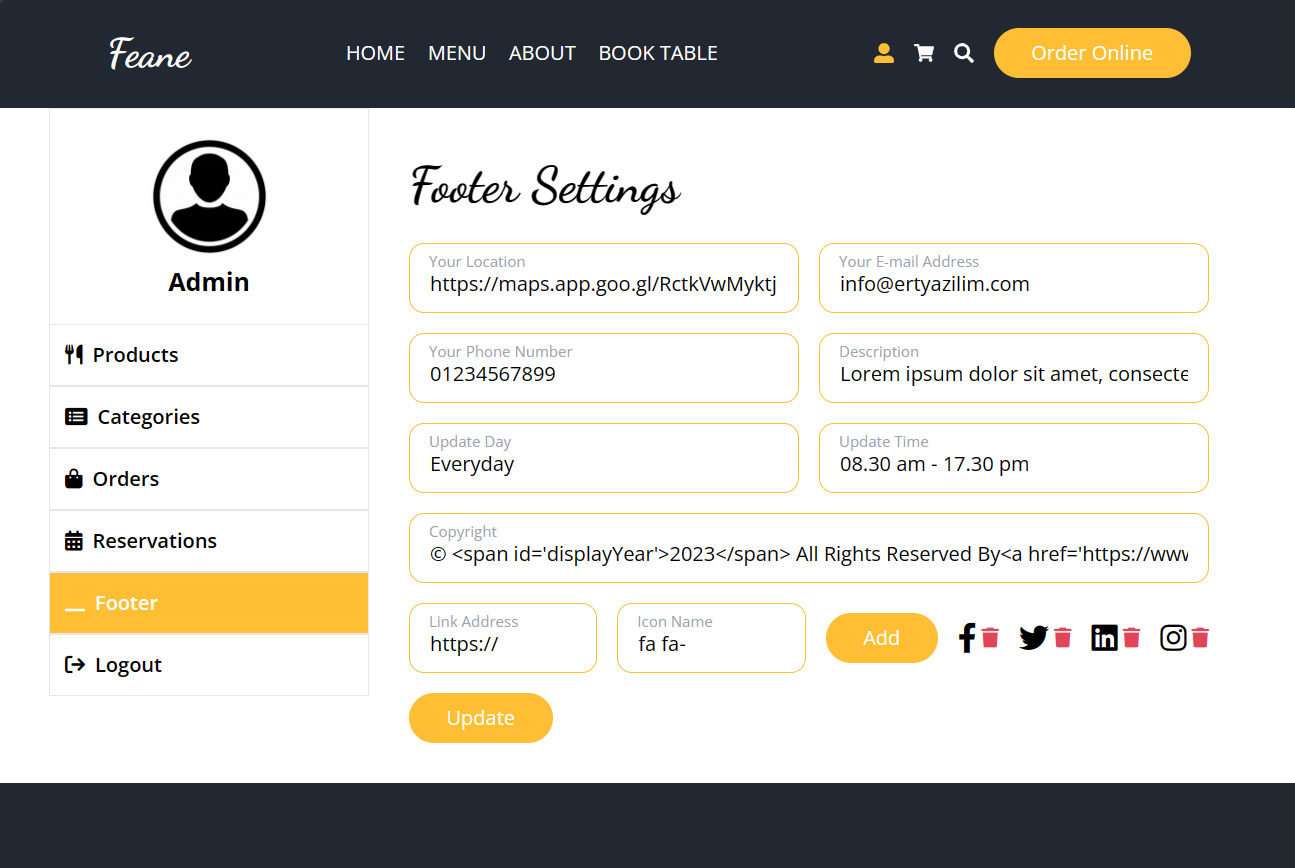 Feane
HOME MENU ABOUT BOOK TABLE
Order Online
Admin
Products
Categories
Orders
Reservations
Footer
Logout
Footer Settings
Your Location
https://maps.app.goo.gl/RctkVwMyktj
Your E-mail Address
info@ertyazilim.com
Your Phone Number
01234567899
Description
Lorem ipsum dolor sit amet, consecte
Update Day
Everyday
Update Time
08.30 am - 17.30 pm
Copyright
© <span id='displayYear'>2023</span> All Rights Reserved By<a href='https://www
Link Address
https://
Icon Name
fa fa-
Add
Update